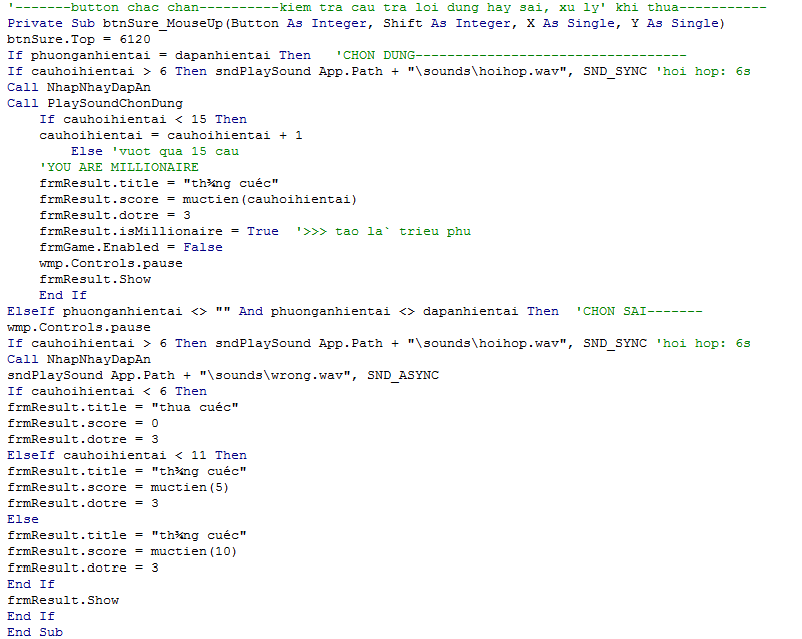 '-------button chac chan----------kiem tra cau tra loi dung hay sai, xu ly' khi thua-----------
Private Sub btnSure_MouseUp(Button As Integer, Shift As Integer, X As Single, Y As Single)
btnSure.Top = 6120
If phuonganhientai = dapanhientai Then   'CHON DUNG----------------------------------
If cauhoihientai > 6 Then sndPlaySound App.Path + "\sounds\hoihop.wav", SND_SYNC 'hoi hop: 6s
Call NhapNhayDapAn
Call PlaySoundChonDung
    If cauhoihientai < 15 Then
    cauhoihientai = cauhoihientai + 1
        Else 'vuot qua 15 cau
    'YOU ARE MILLIONAIRE
    frmResult.title = "th¾ng cuéc"
    frmResult.score = muctien(cauhoihientai)
    frmResult.dotre = 3
    frmResult.isMillionaire = True  '>>> tao la` trieu phu
    frmGame.Enabled = False
    wmp.Controls.pause
    frmResult.Show
    End If
ElseIf phuonganhientai <> "" And phuonganhientai <> dapanhientai Then  'CHON SAI-------
wmp.Controls.pause
If cauhoihientai > 6 Then sndPlaySound App.Path + "\sounds\hoihop.wav", SND_SYNC 'hoi hop: 6s
Call NhapNhayDapAn
sndPlaySound App.Path + "\sounds\wrong.wav", SND_ASYNC
If cauhoihientai < 6 Then
frmResult.title = "thua cuéc"
frmResult.score = 0
frmResult.dotre = 3
ElseIf cauhoihientai < 11 Then
frmResult.title = "th¾ng cuéc"
frmResult.score = muctien(5)
frmResult.dotre = 3
Else
frmResult.title = "th¾ng cuéc"
frmResult.score = muctien(10)
frmResult.dotre = 3
End If
frmResult.Show
End If
End Sub